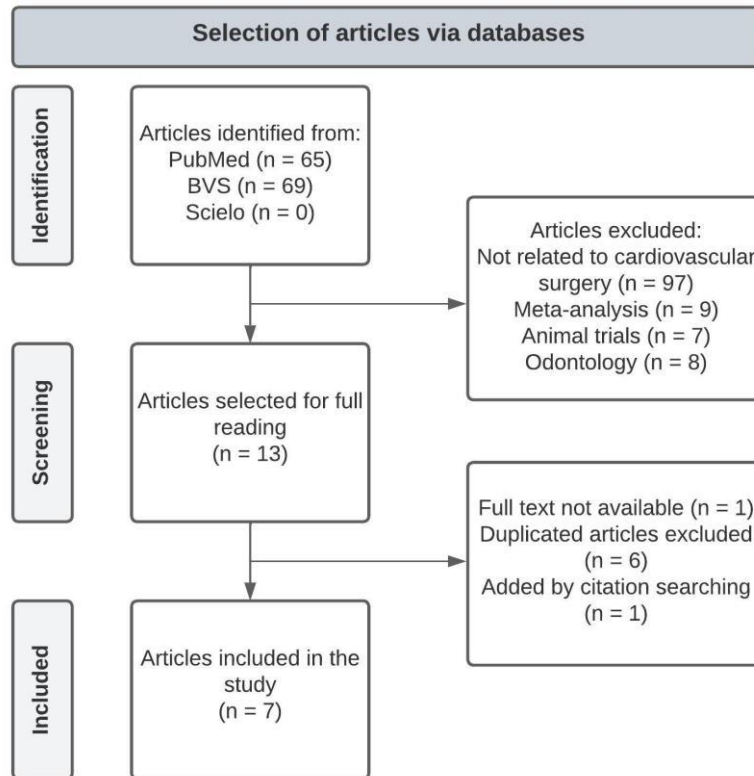 Selection of articles via databases
Identification
Articles identified from:
PubMed (n = 65)
BVS (n = 69)
Scielo (n = 0)
Articles excluded:
Not related to cardiovascular
surgery (n = 97)
Meta-analysis (n = 9)
Animal trials (n = 7)
Odontology (n = 8)
Screening
Articles selected for full
reading
(n = 13)
Full text not available (n = 1)
Duplicated articles excluded
(n = 6)
Added by citation searching
(n = 1)
Included
Articles included in the
study
(n = 7)